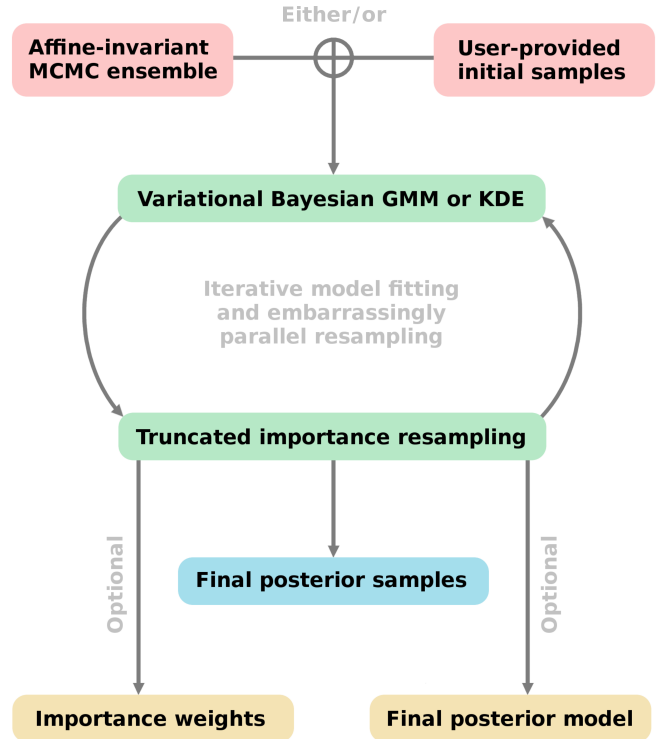 Either/or
Affine-invariant
MCMC ensemble
User-provided
initial samples
Variational Bayesian GMM or KDE
Iterative model fitting
and embarrassingly
parallel resampling
Truncated importance resampling
Optional
Final posterior samples
Optional
Importance weights
Final posterior model